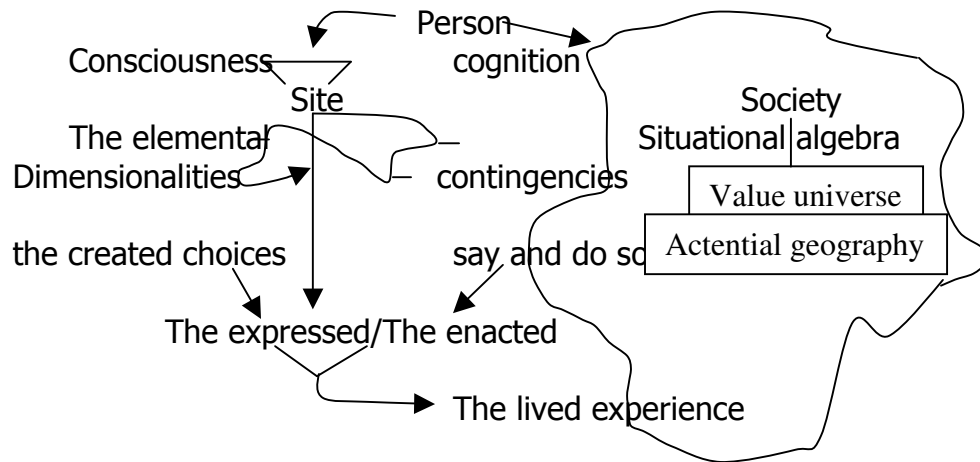 Person
Consciousness cognition
Site
Society
The elemental
Situational algebra
Dimensionalities contingencies
Value universe
the created choices say and do so
Actential geography
The expressed/The enacted
The lived experience